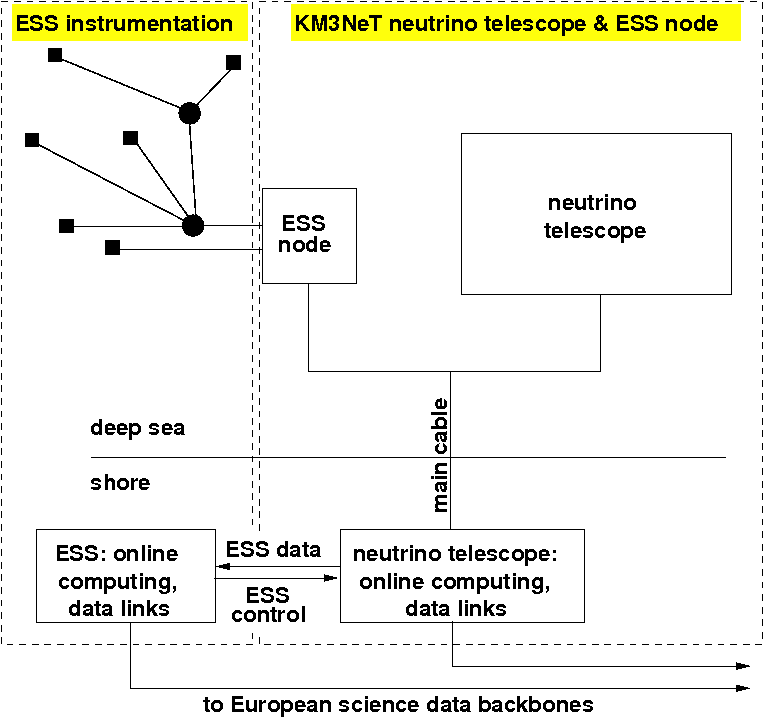 ESS instrumentation
KM3NeT neutrino telescope & ESS node
ESS
node
neutrino
telescope
deep sea
shore
main cable
ESS: online
computing,
data links
ESS data
ESS
control
neutrino telescope:
online computing,
data links
to European science data backbones